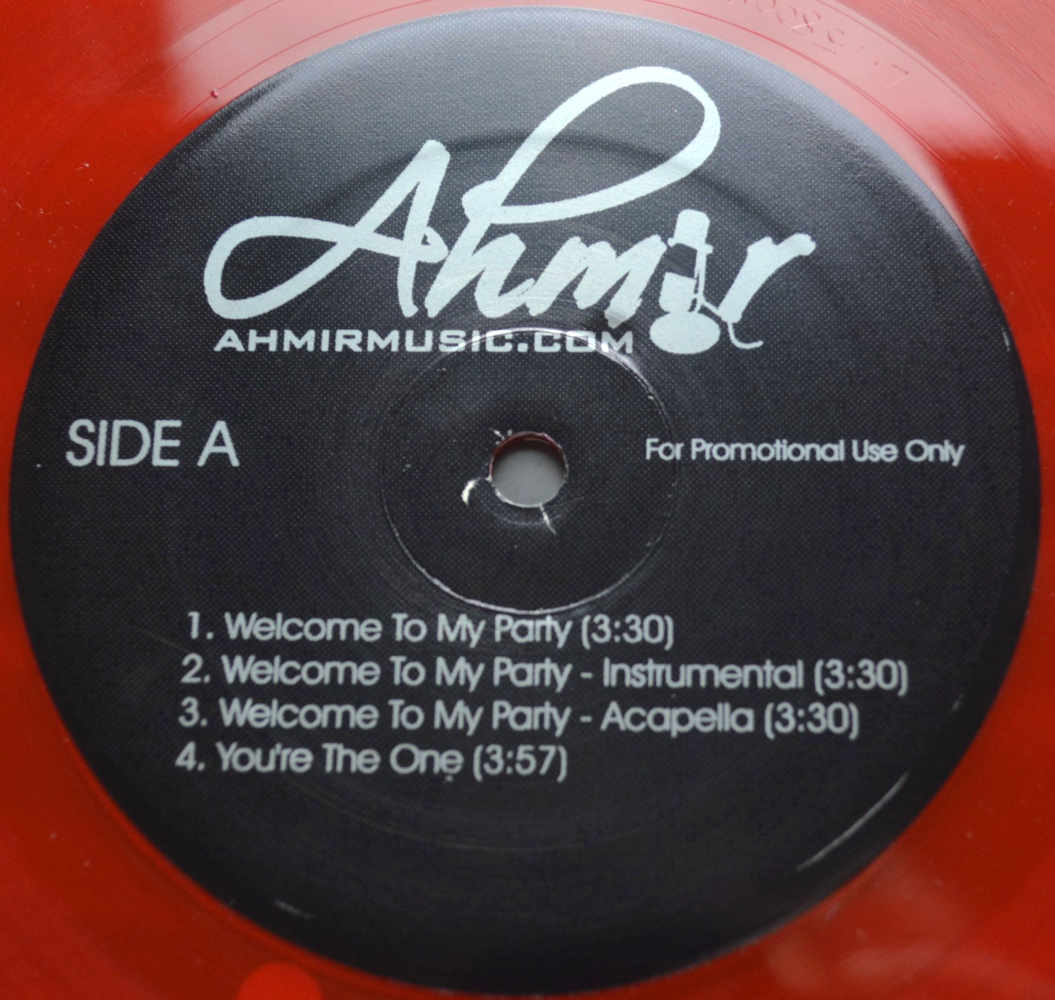 Ahmir
AHMIRMUSIC.COM
SIDE A
For Promotional Use Only
1. Welcome To My Party (3:30)
2. Welcome To My Party - Instrumental (3:30)
3. Welcome To My Party - Acapella (3:30)
4. You're The One (3:57)